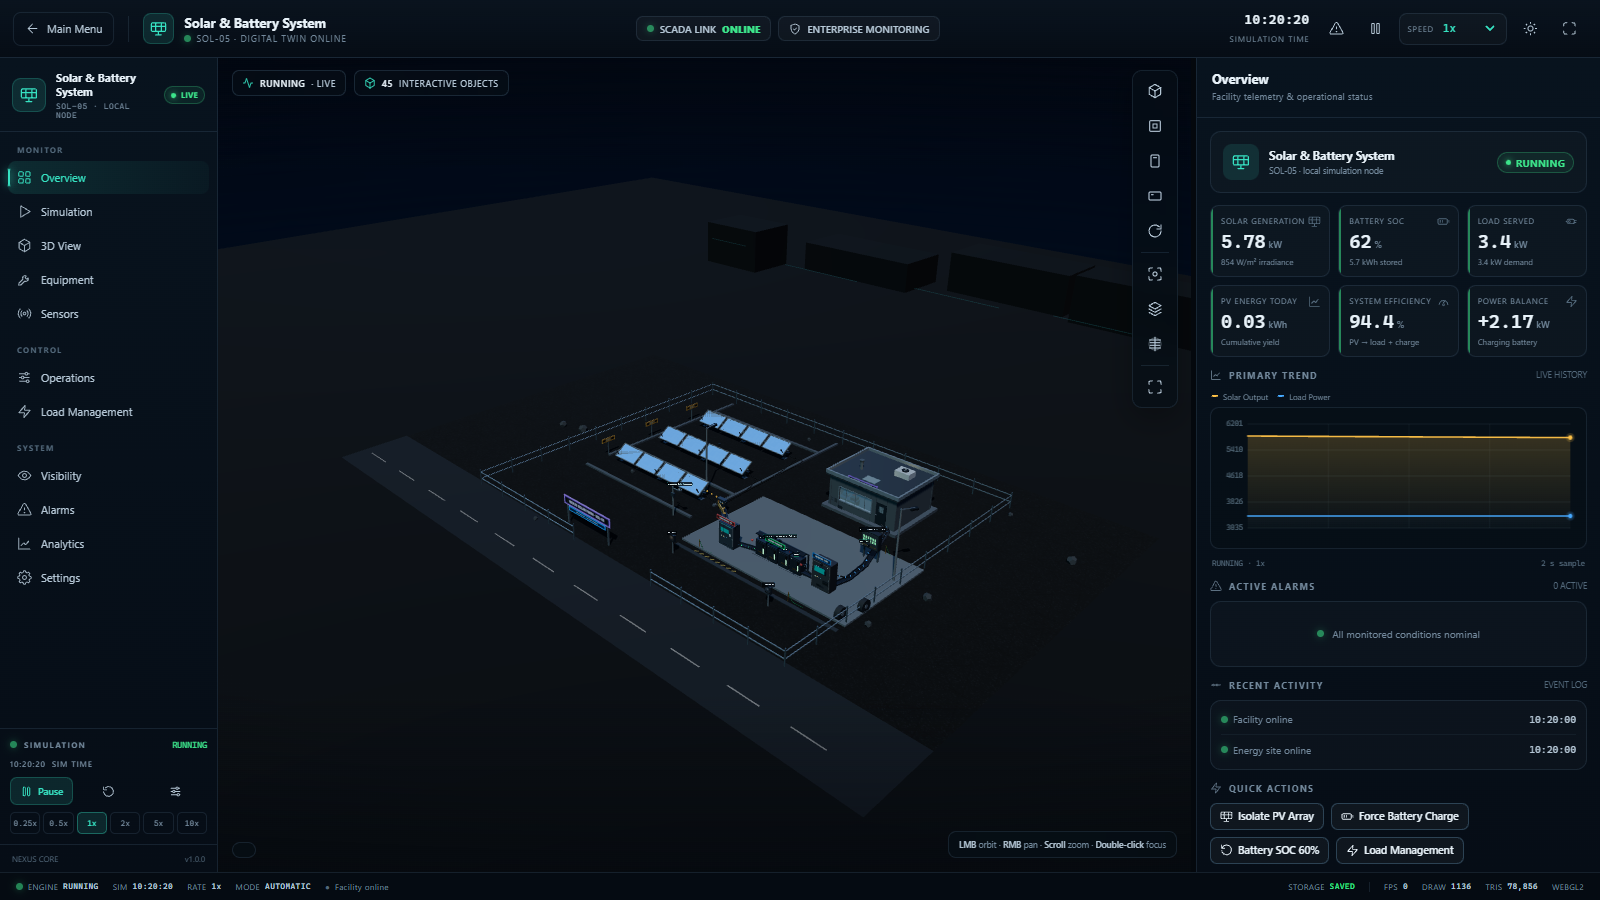 Main Menu
Solar & Battery System
SOL-05 · DIGITAL TWIN ONLINE
SCADA LINK ONLINE
ENTERPRISE MONITORING
10:20:20
SIMULATION TIME
SPEED 1x
Solar & Battery
System
SOL-05 · LOCAL
NODE
LIVE
MONITOR
Overview
Simulation
3D View
Equipment
Sensors
CONTROL
Operations
Load Management
SYSTEM
Visibility
Alarms
Analytics
Settings
SIMULATION RUNNING
10:20:20 SIM TIME
Pause
0.25x 0.5x 1x 2x 5x 10x
NEXUS CORE v1.0.0
RUNNING · LIVE
45 INTERACTIVE OBJECTS
LMB orbit · RMB pan · Scroll zoom · Double-click focus
Overview
Facility telemetry & operational status
Solar & Battery System
SOL-05 · local simulation node
RUNNING
SOLAR GENERATION
5.78 kW
854 W/m² irradiance
BATTERY SOC
62 %
5.7 kWh stored
LOAD SERVED
3.4 kW
3.4 kW demand
PV ENERGY TODAY
0.03 kWh
Cumulative yield
SYSTEM EFFICIENCY
94.4 %
PV → load + charge
POWER BALANCE
+2.17 kW
Charging battery
PRIMARY TREND LIVE HISTORY
Solar Output Load Power
6201
5410
4618
3826
3035
RUNNING · 1x 2 s sample
ACTIVE ALARMS 0 ACTIVE
All monitored conditions nominal
RECENT ACTIVITY EVENT LOG
Facility online 10:20:00
Energy site online 10:20:00
QUICK ACTIONS
Isolate PV Array
Force Battery Charge
Battery SOC 60%
Load Management
ENGINE RUNNING SIM 10:20:20 RATE 1x MODE AUTOMATIC Facility online
STORAGE SAVED FPS 0 DRAW 1136 TRIS 78,856 WEBGL2